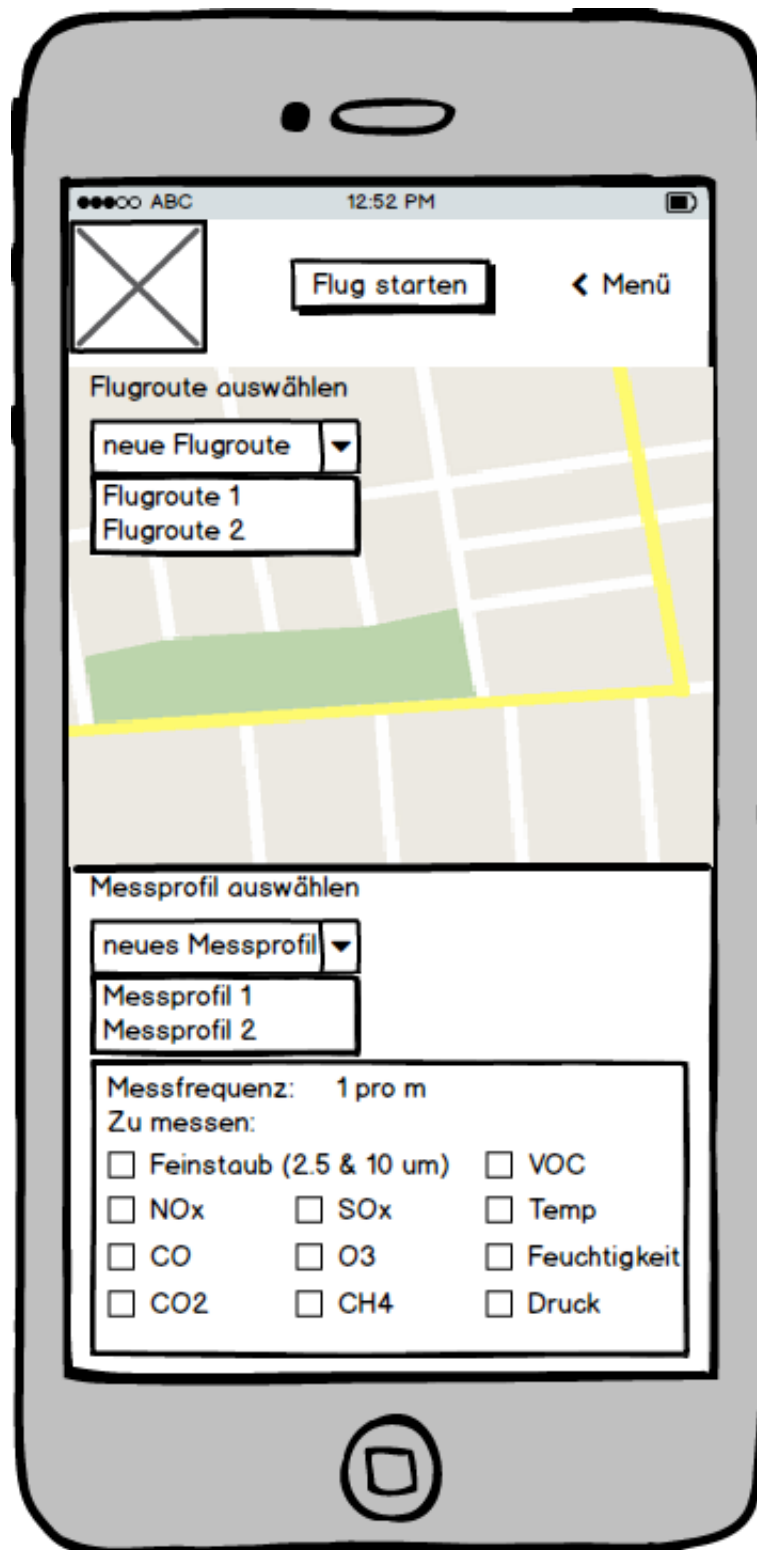 ABC 12:52 PM
Flug starten Menü
Flugroute auswählen
neue Flugroute
Flugroute 1
Flugroute 2
Messprofil auswählen
neues Messprofil
Messprofil 1
Messprofil 2
Messfrequenz: 1 pro m
Zu messen:
Feinstaub (2.5 & 10 um) VOC
NOx SOx Temp
CO O3 Feuchtigkeit
CO2 CH4 Druck